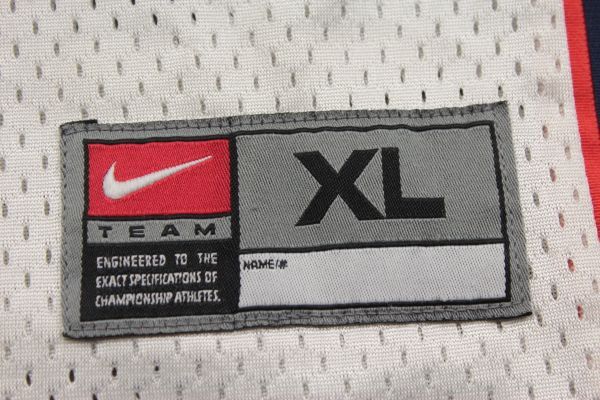 TEAM
ENGINEERED TO THE
EXACT SPECIFICATIONS OF
CHAMPIONSHIP ATHLETES.
XL
NAME/#